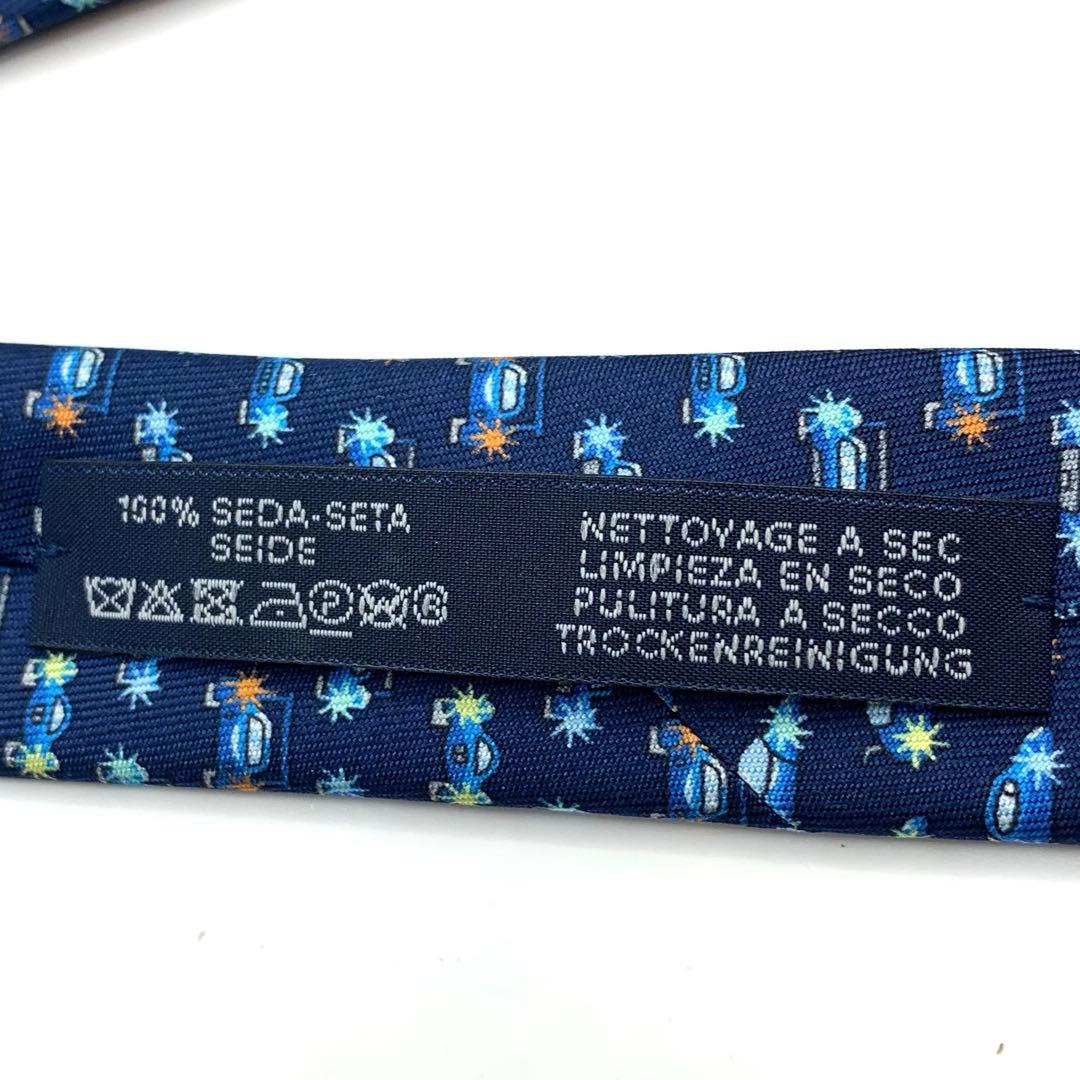 100% SEDA-SETA
SEIDE
NETTOYAGE A SEC
LIMPIEZA EN SECO
PULITURA A SECCO
TROCKENREINIGUNG